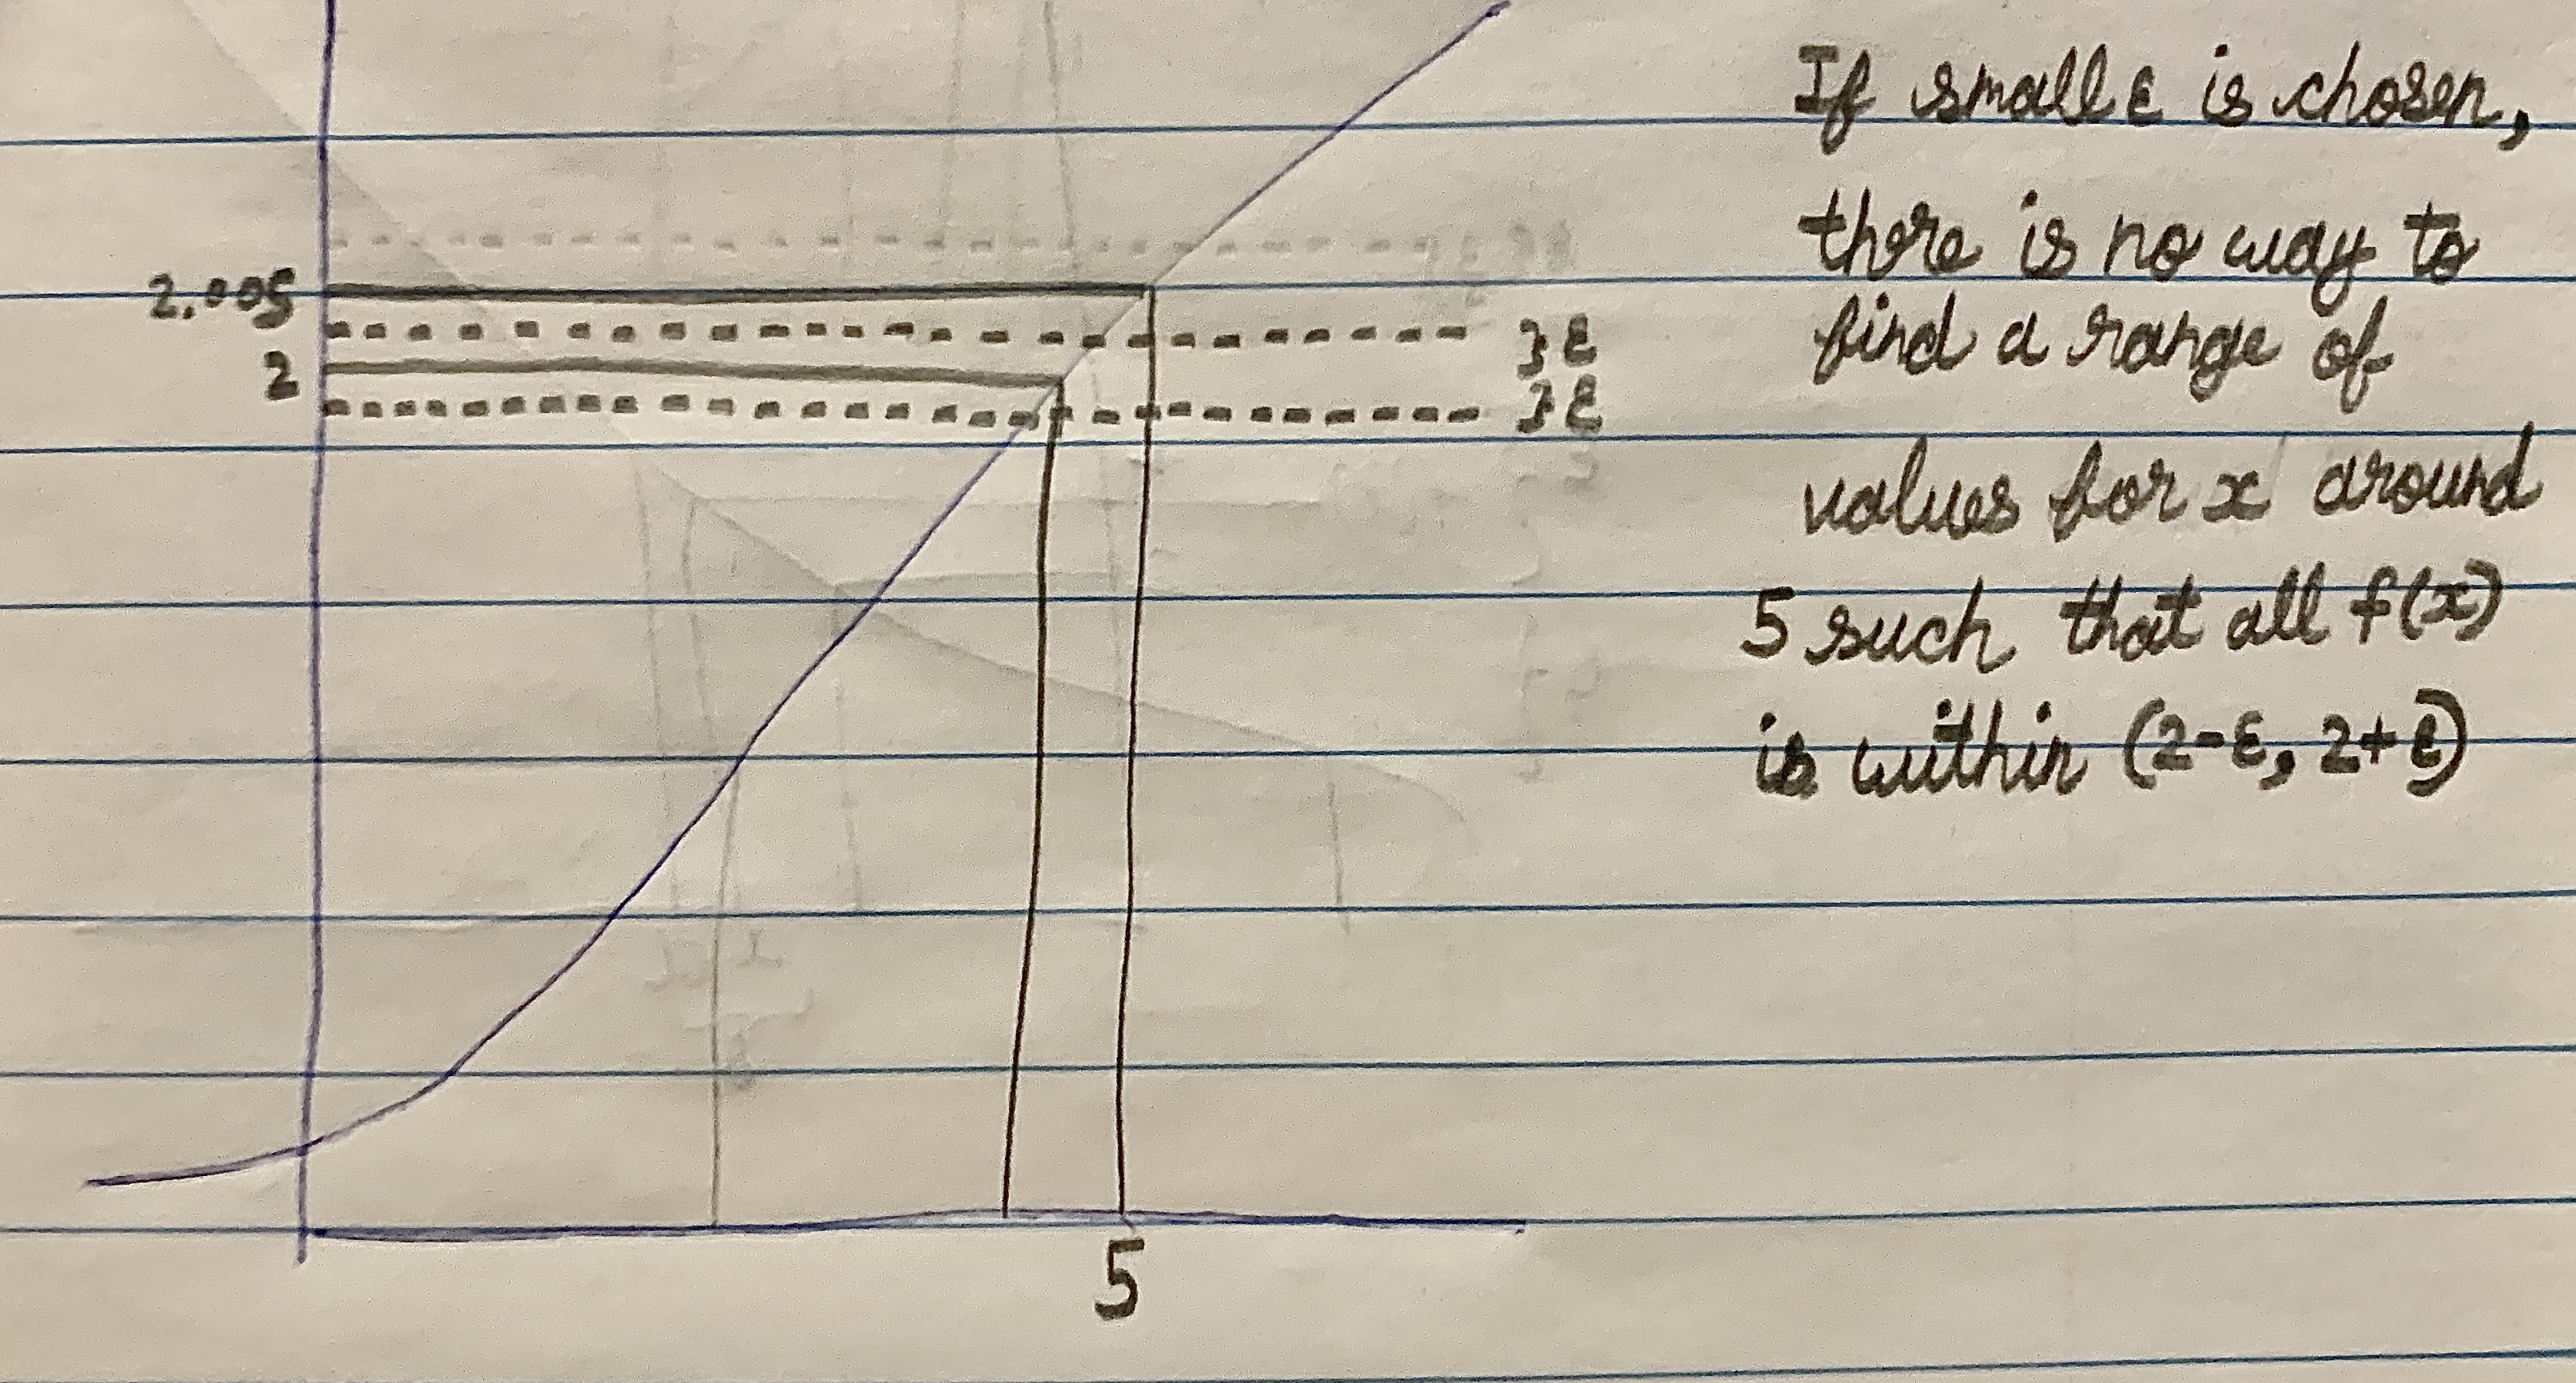 If small ε is chosen,
there is no way to
2.005
find a range of
}ε
2
}ε
values for x around
5 such that all f(x)
is within (2-ε, 2+ε)
5